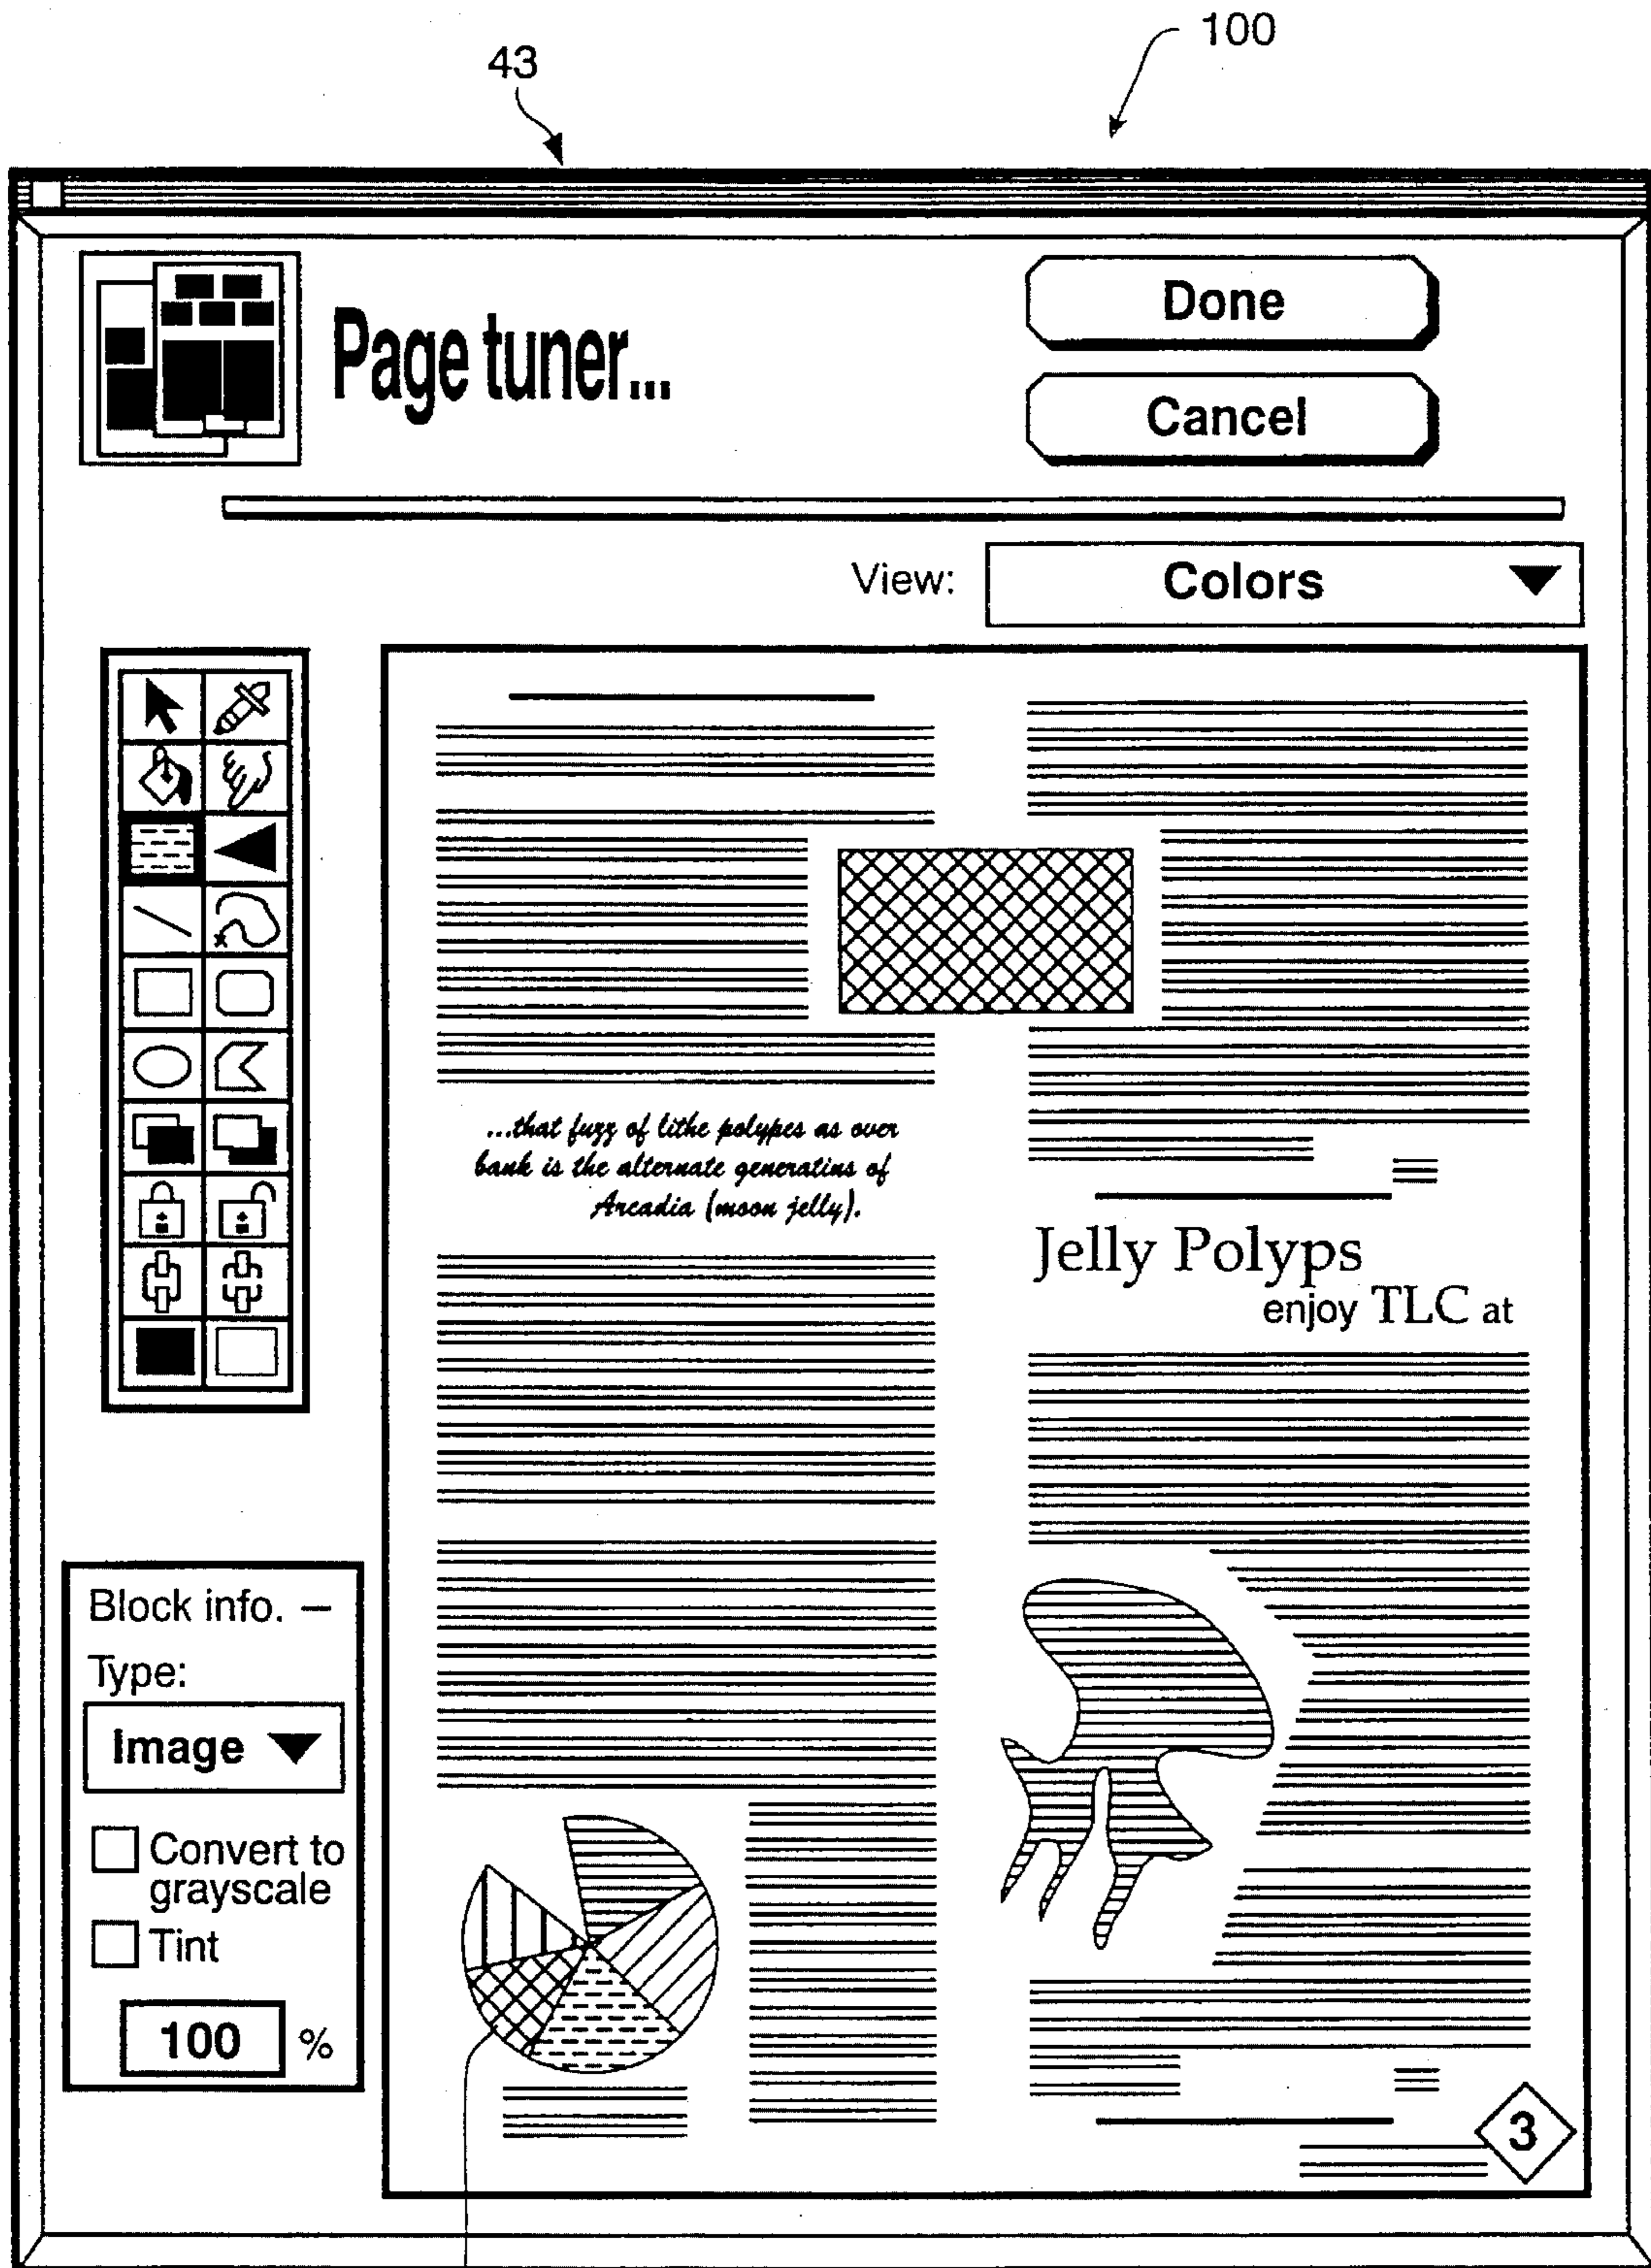 100
43
Page tuner...
Done
Cancel
View:
Colors
...that fuzz of lithe polypes as over
bank is the alternate generatins of
Arcadia (moon jelly).
Jelly Polyps
enjoy TLC at
Block info. –
Type:
Image
Convert to
grayscale
Tint
100 %
3